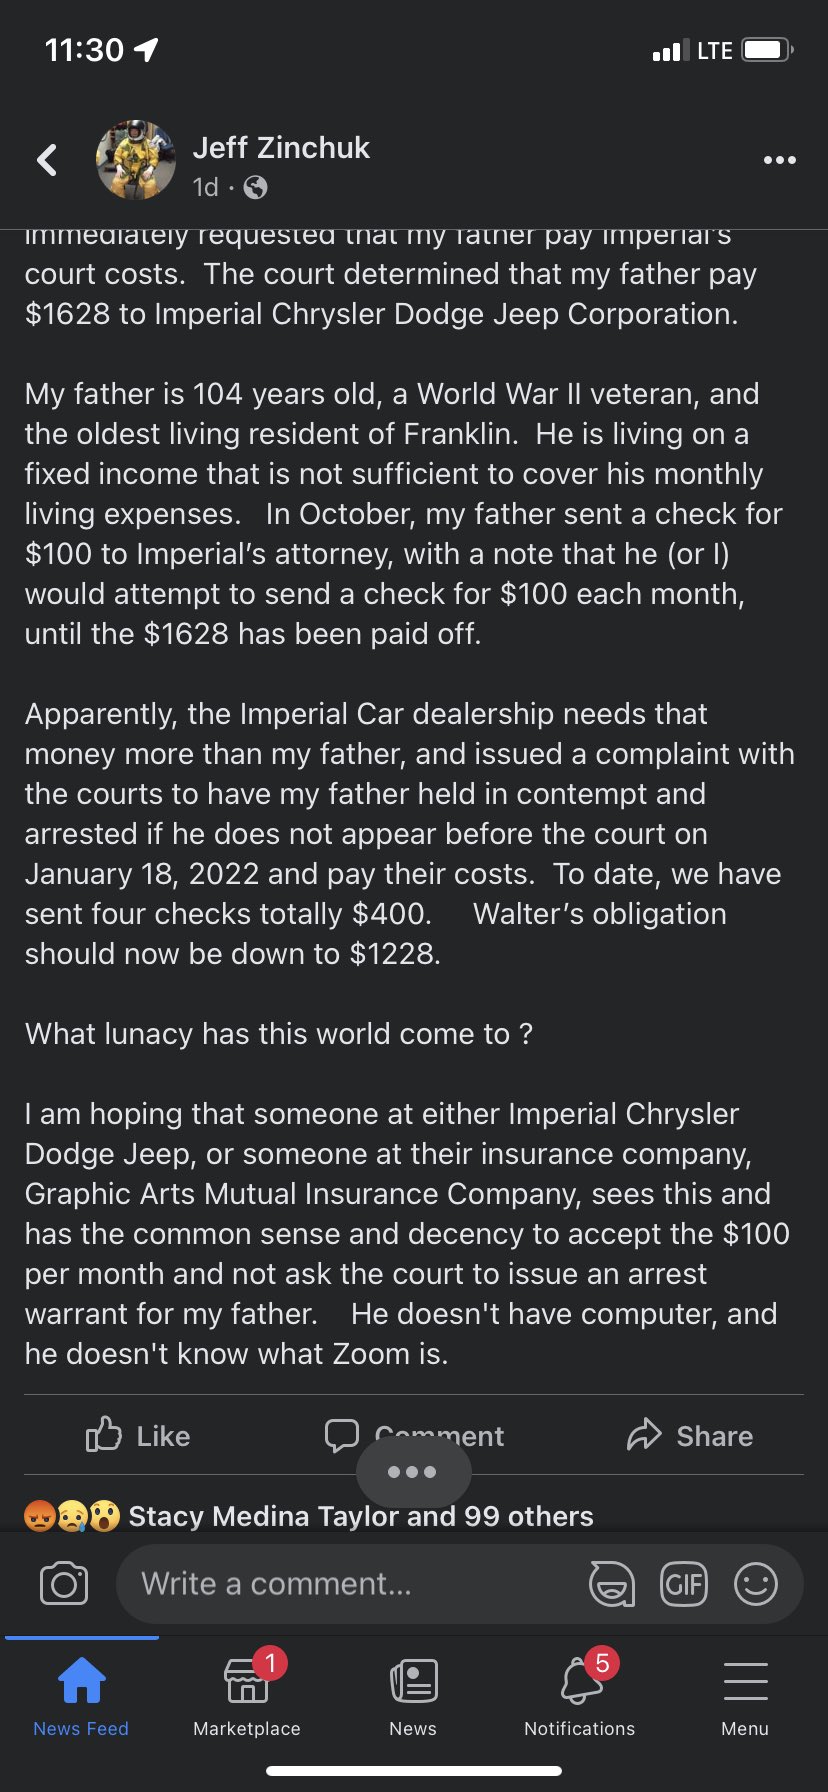 11:30
LTE
Jeff Zinchuk
1d ·
immediately requested that my father pay Imperial's
court costs.  The court determined that my father pay
$1628 to Imperial Chrysler Dodge Jeep Corporation.
My father is 104 years old, a World War II veteran, and
the oldest living resident of Franklin.  He is living on a
fixed income that is not sufficient to cover his monthly
living expenses.   In October, my father sent a check for
$100 to Imperial's attorney, with a note that he (or I)
would attempt to send a check for $100 each month,
until the $1628 has been paid off.
Apparently, the Imperial Car dealership needs that
money more than my father, and issued a complaint with
the courts to have my father held in contempt and
arrested if he does not appear before the court on
January 18, 2022 and pay their costs.  To date, we have
sent four checks totally $400.     Walter's obligation
should now be down to $1228.
What lunacy has this world come to ?
I am hoping that someone at either Imperial Chrysler
Dodge Jeep, or someone at their insurance company,
Graphic Arts Mutual Insurance Company, sees this and
has the common sense and decency to accept the $100
per month and not ask the court to issue an arrest
warrant for my father.    He doesn't have computer, and
he doesn't know what Zoom is.
Like Comment Share
Stacy Medina Taylor and 99 others
Write a comment...
GIF
1 5
News Feed Marketplace News Notifications Menu